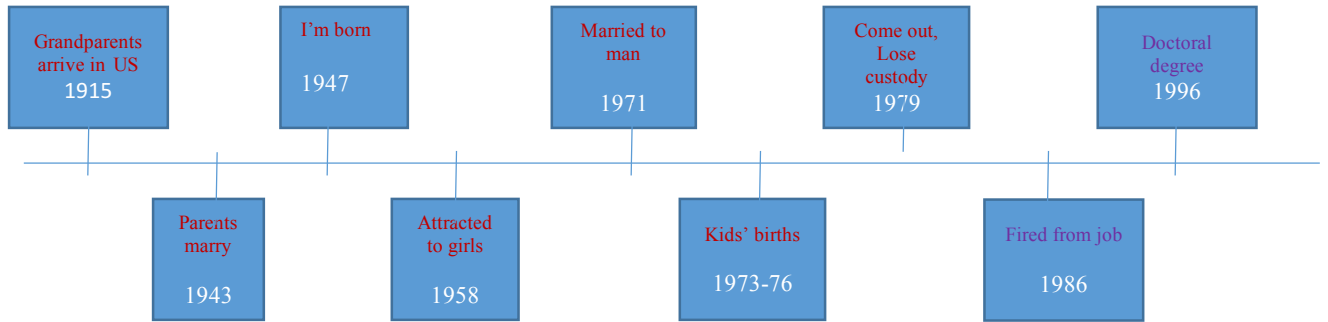 Grandparents
arrive in US
1915
Parents
marry
1943
I'm born
1947
Attracted
to girls
1958
Married to
man
1971
Kids' births
1973-76
Come out,
Lose
custody
1979
Fired from job
1986
Doctoral
degree
1996